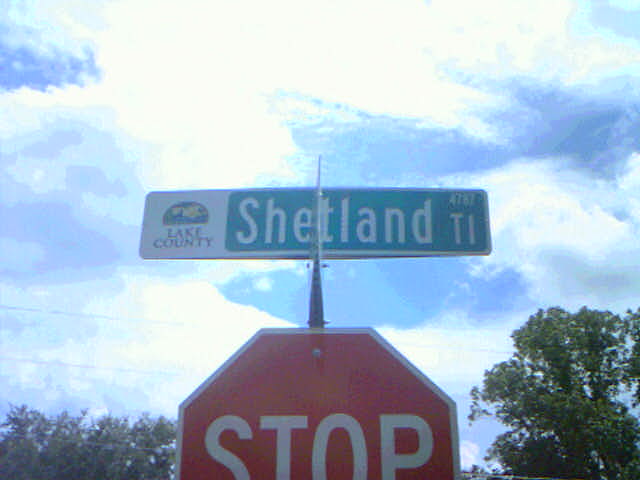 LAKE
COUNTY
Shetland
4787
Tl
STOP